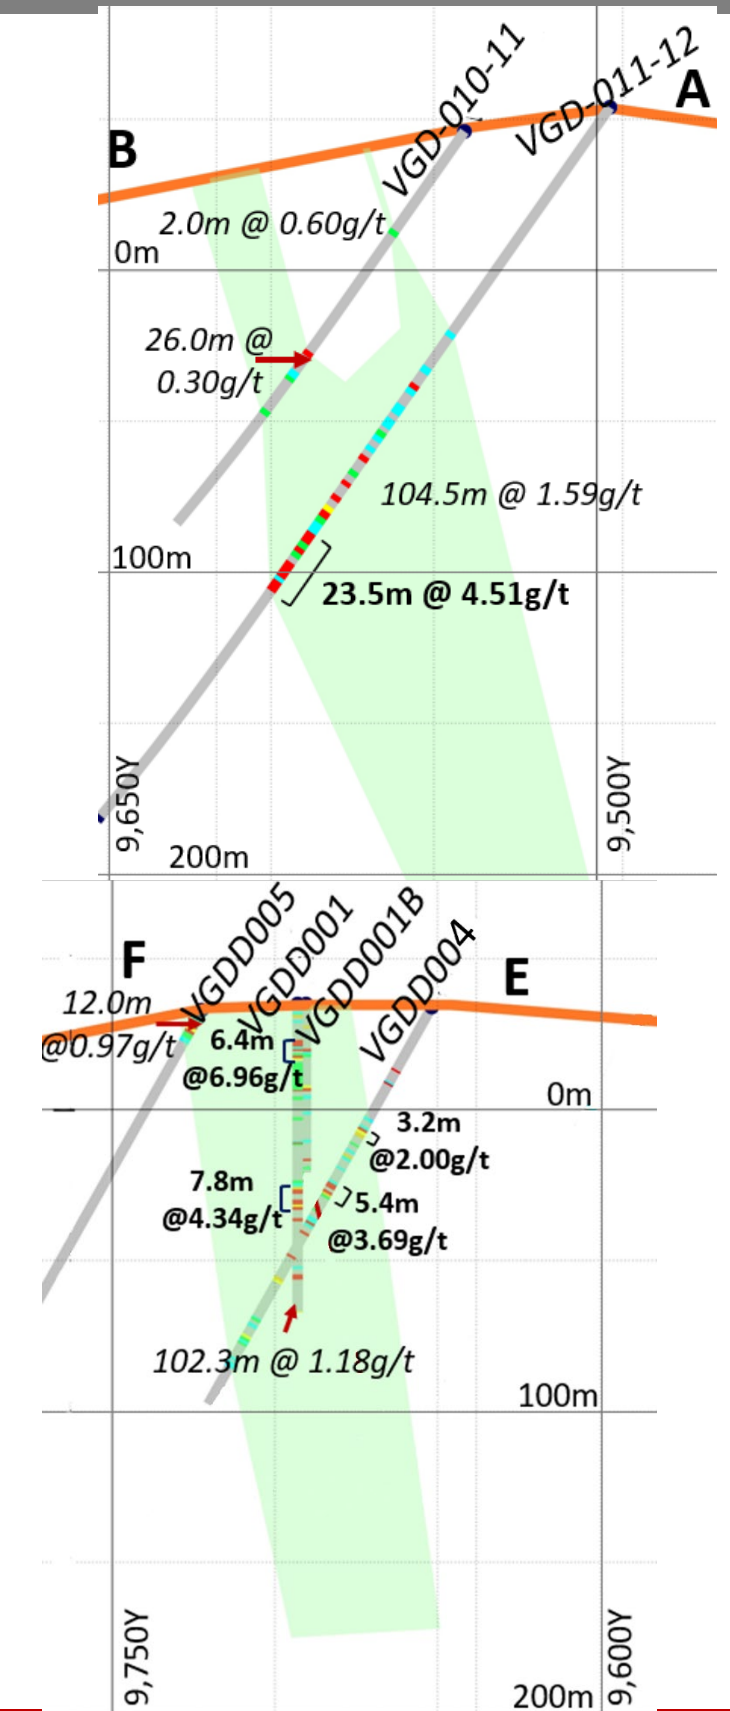 VGD-010-11
VGD-011-12
A
B
2.0m @ 0.60g/t
0m
26.0m @
0.30g/t
104.5m @ 1.59g/t
100m
23.5m @ 4.51g/t
9,650Y
9,500Y
200m
VGDD005
VGDD001
VGDD001B
VGDD004
F
E
12.0m
@0.97g/t
6.4m
@6.96g/t
0m
3.2m
@2.00g/t
7.8m
@4.34g/t
5.4m
@3.69g/t
102.3m @ 1.18g/t
100m
9,750Y
9,600Y
200m